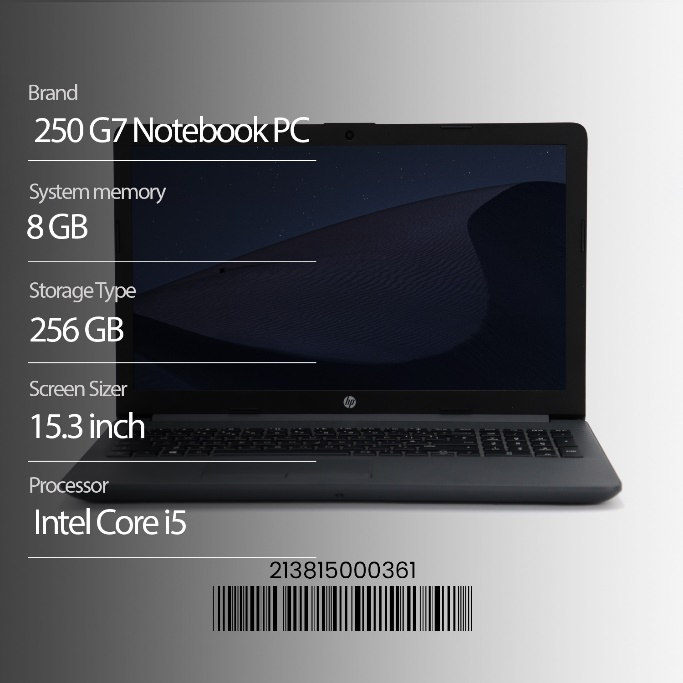 Brand
250 G7 Notebook PC
System memory
8 GB
Storage Type
256 GB
hp
Screen Sizer
15.3 inch
Processor
Intel Core i5
213815000361